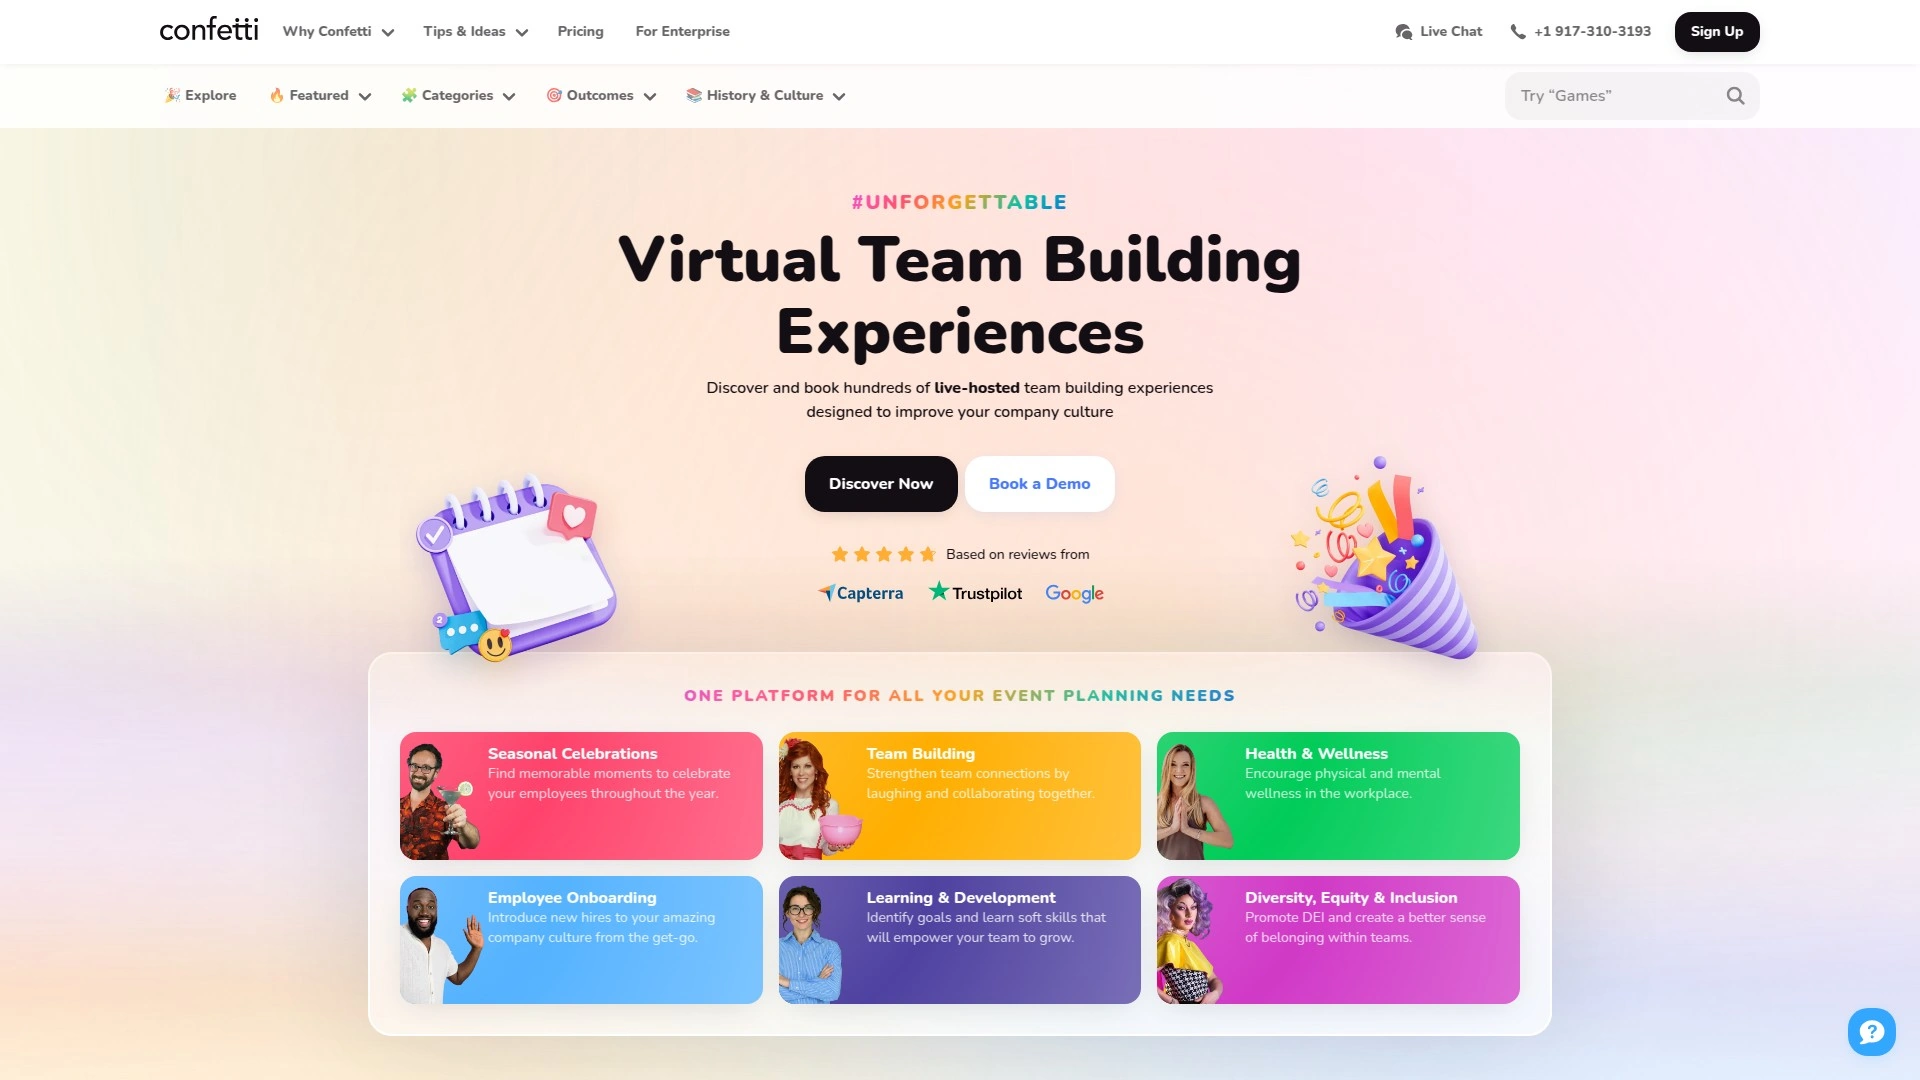 confetti Why Confetti Tips & Ideas Pricing For Enterprise Live Chat +1 917-310-3193 Sign Up
Explore Featured Categories Outcomes History & Culture Try “Games”
#UNFORGETTABLE
Virtual Team Building
Experiences
Discover and book hundreds of live-hosted team building experiences
designed to improve your company culture
Discover Now Book a Demo
Based on reviews from
Capterra Trustpilot Google
2
ONE PLATFORM FOR ALL YOUR EVENT PLANNING NEEDS
Seasonal Celebrations
Find memorable moments to celebrate
your employees throughout the year.
Team Building
Strengthen team connections by
laughing and collaborating together.
Health & Wellness
Encourage physical and mental
wellness in the workplace.
Employee Onboarding
Introduce new hires to your amazing
company culture from the get-go.
Learning & Development
Identify goals and learn soft skills that
will empower your team to grow.
Diversity, Equity & Inclusion
Promote DEI and create a better sense
of belonging within teams.
?